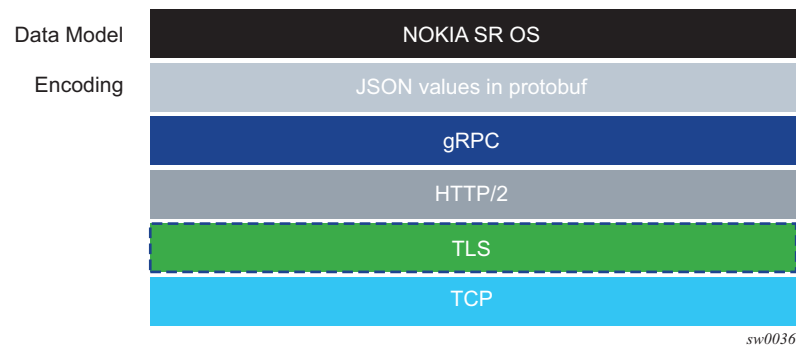 Data Model NOKIA SR OS
Encoding JSON values in protobuf
gRPC
HTTP/2
TLS
TCP
sw0036